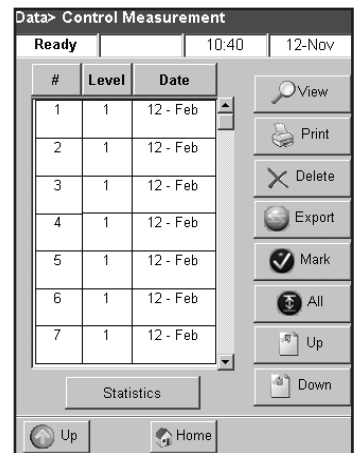 Data> Control Measurement
Ready 10:40 12-Nov
# Level Date
1 1 12 - Feb
2 1 12 - Feb
3 1 12 - Feb
4 1 12 - Feb
5 1 12 - Feb
6 1 12 - Feb
7 1 12 - Feb
View
Print
Delete
Export
Mark
All
Up
Down
Statistics
Up Home